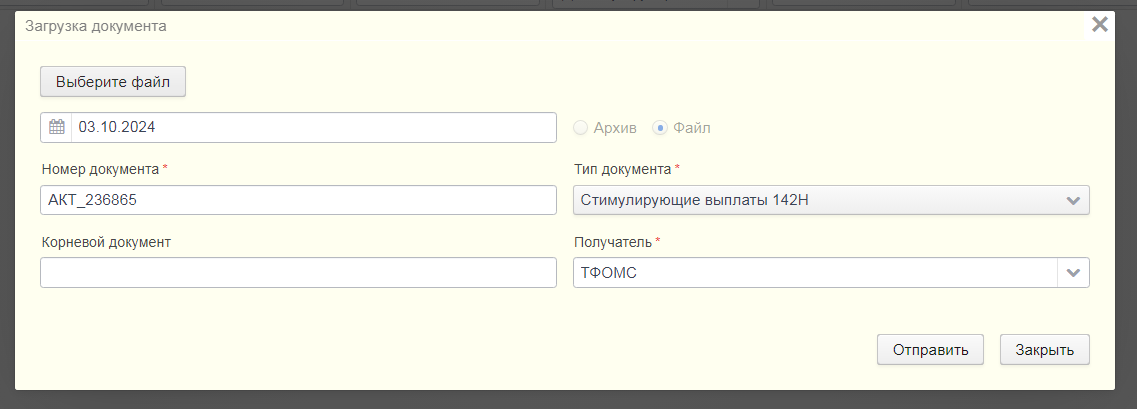 Загрузка документа
Выберите файл
03.10.2024
Архив
Файл
Номер документа *
Тип документа *
АКТ_236865
Стимулирующие выплаты 142Н
Корневой документ
Получатель *
ТФОМС
Отправить
Закрыть